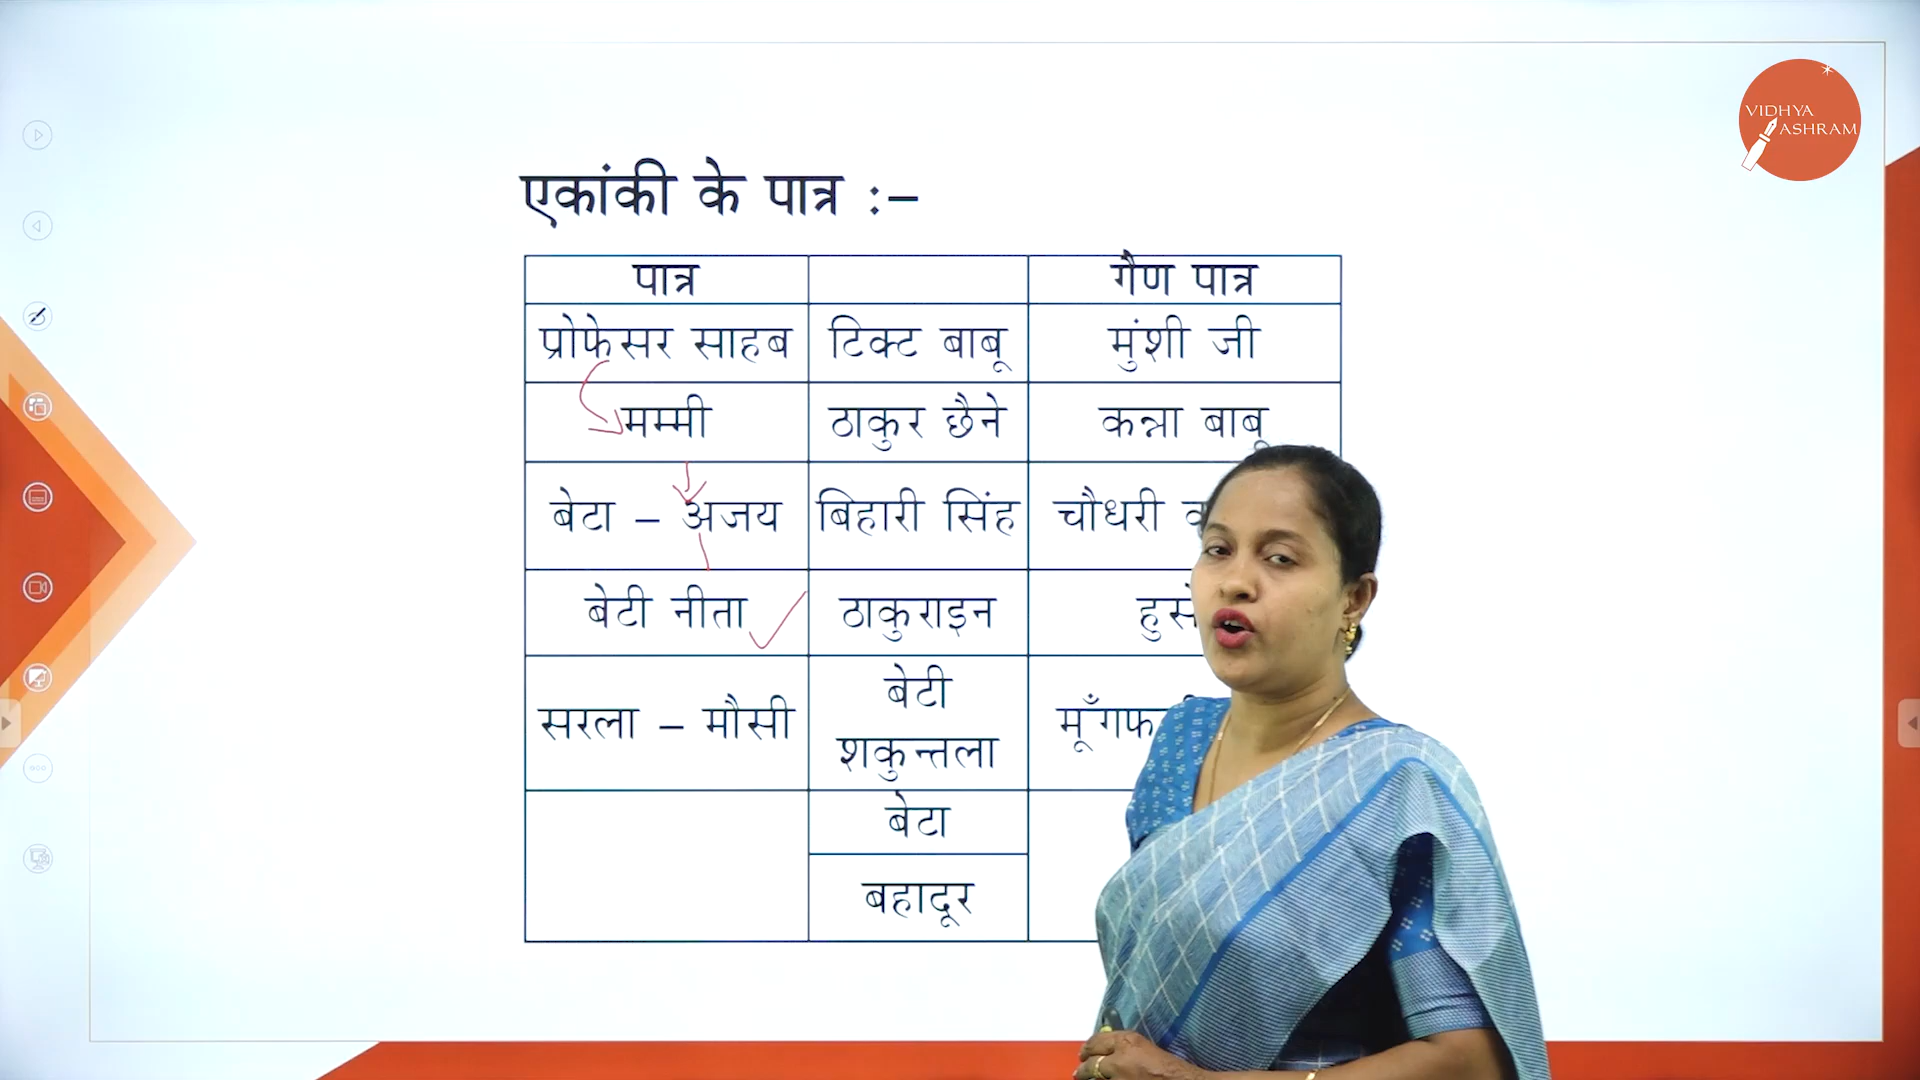 VIDHYA
ASHRAM
एकांकी के पात्र :–
पात्र गौण पात्र
प्रोफेसर साहब टिक्ट बाबू मुंशी जी
मम्मी ठाकुर छैने कन्ना बाबू
बेटा – अजय बिहारी सिंह चौधरी
बेटी नीता ठाकुराइन
सरला – मौसी बेटी शकुन्तला
बेटा
बहादूर